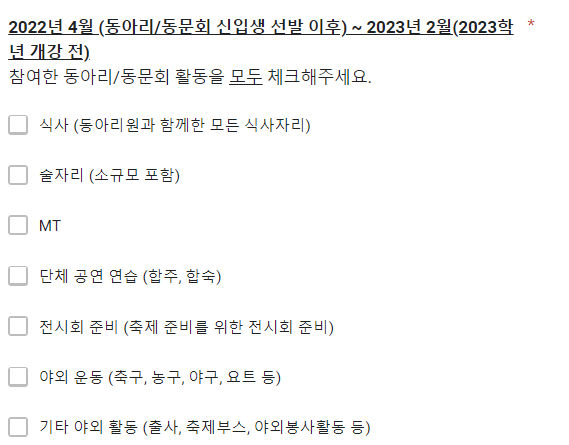 2022년 4월 (동아리/동문회 신입생 선발 이후) ~ 2023년 2월(2023학 *
년 개강 전)
참여한 동아리/동문회 활동을 모두 체크해주세요.
식사 (동아리원과 함께한 모든 식사자리)
술자리 (소규모 포함)
MT
단체 공연 연습 (합주, 합숙)
전시회 준비 (축제 준비를 위한 전시회 준비)
야외 운동 (축구, 농구, 야구, 요트 등)
기타 야외 활동 (출사, 축제부스, 야외봉사활동 등)